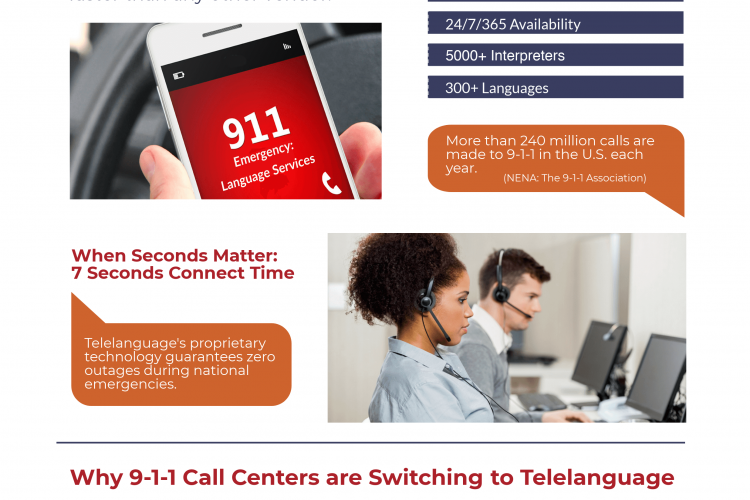 24/7/365 Availability
5000+ Interpreters
300+ Languages
911
Emergency:
Language Services
More than 240 million calls are
made to 9-1-1 in the U.S. each
year.
(NENA: The 9-1-1 Association)
When Seconds Matter:
7 Seconds Connect Time
Telelanguage's proprietary
technology guarantees zero
outages during national
emergencies.
Why 9-1-1 Call Centers are Switching to Telelanguage